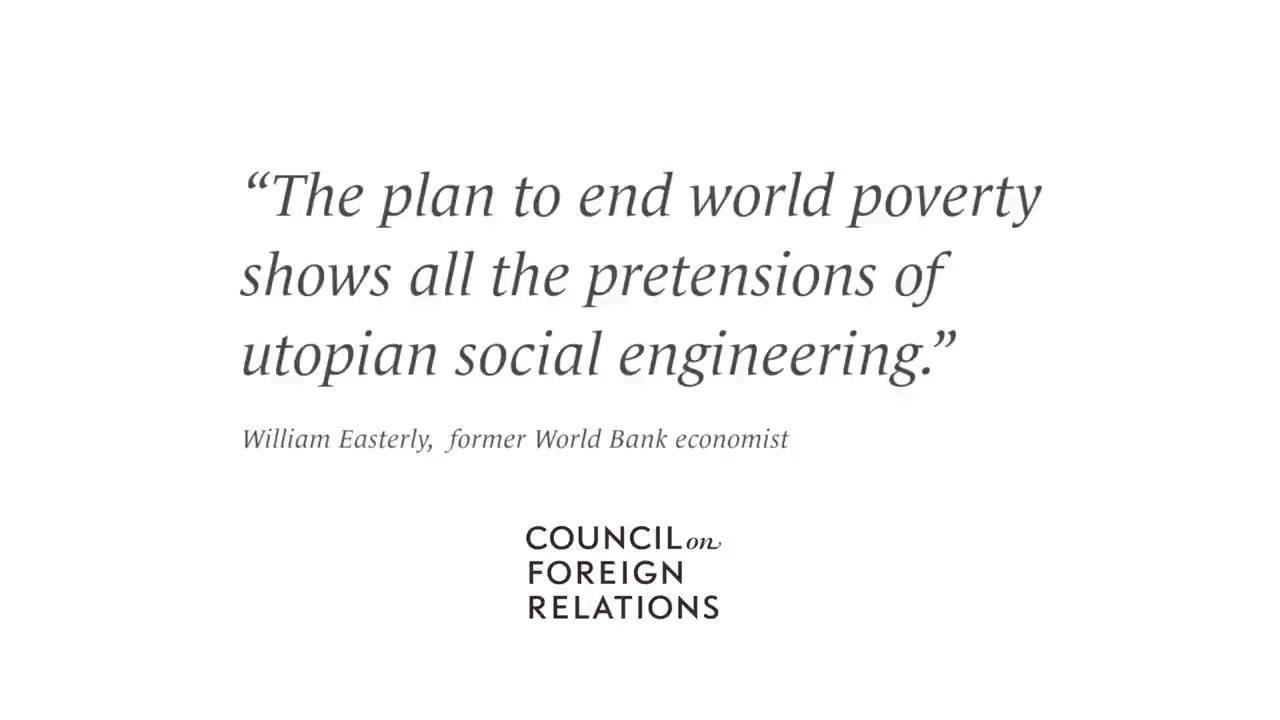 “The plan to end world poverty
shows all the pretensions of
utopian social engineering.”
William Easterly, former World Bank economist
COUNCIL on
FOREIGN
RELATIONS